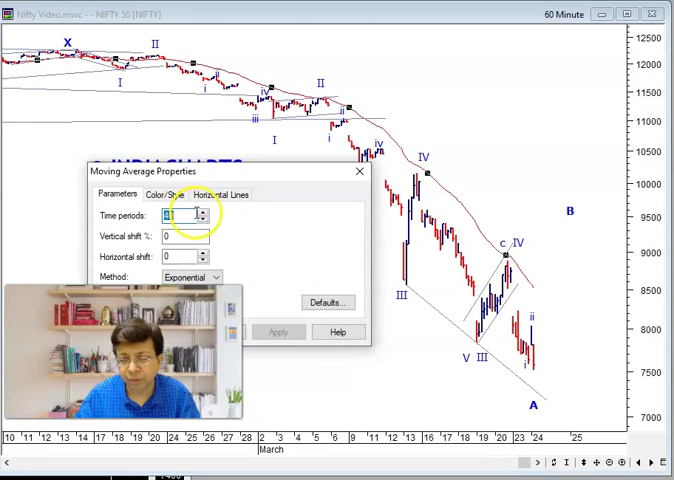 Nifty Video.mwc - - NIFTY 50 [NIFTY]
60 Minute
X
II
I
i
ii
iii
iv
I
II
i
ii
iv
III
IV
V
III
c
IV
i
ii
A
B
INDIACHARTS
Moving Average Properties
Parameters
Color/Style
Horizontal Lines
Time periods:
Vertical shift %:
0
Horizontal shift:
0
Method:
Exponential
Defaults...
Apply
Help
12500
12000
11500
11000
10500
10000
9500
9000
8500
8000
7500
7000
10
11
12
13
14
17
18
19
20
24
25
26
27
28
2
3
4
5
6
9
11
12
13
16
17
18
19
20
23
24
25
March